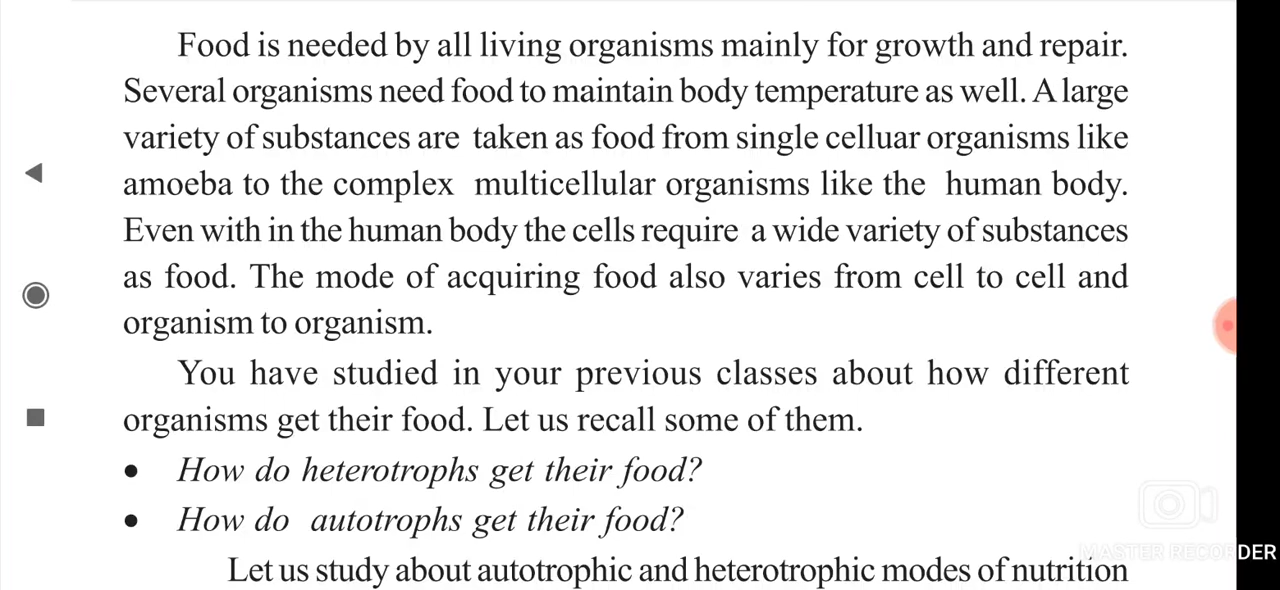 Food is needed by all living organisms mainly for growth and repair.
Several organisms need food to maintain body temperature as well. A large
variety of substances are taken as food from single celluar organisms like
amoeba to the complex multicellular organisms like the human body.
Even with in the human body the cells require a wide variety of substances
as food. The mode of acquiring food also varies from cell to cell and
organism to organism.
You have studied in your previous classes about how different
organisms get their food. Let us recall some of them.
• How do heterotrophs get their food?
• How do autotrophs get their food?
MASTER RECORDER
Let us study about autotrophic and heterotrophic modes of nutrition